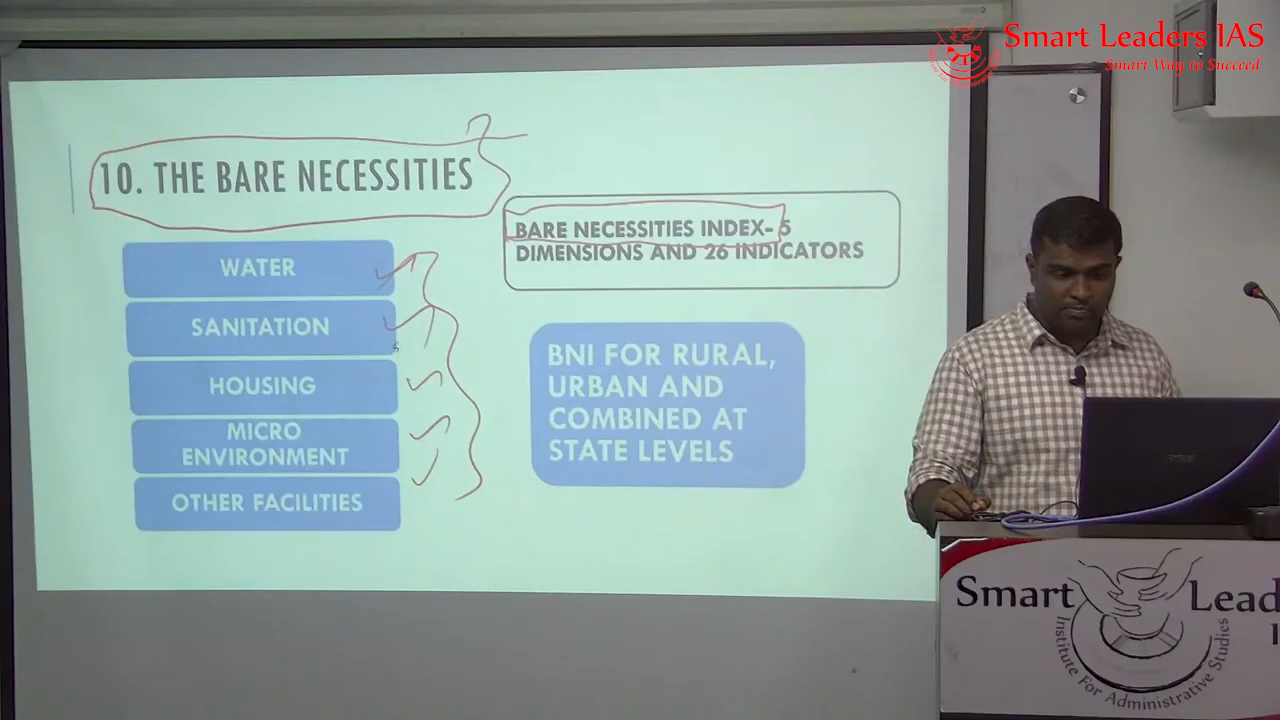 Smart Leaders IAS
Smart Way to Succeed
10. THE BARE NECESSITIES
BARE NECESSITIES INDEX- 5
DIMENSIONS AND 26 INDICATORS
WATER
SANITATION
HOUSING
MICRO
ENVIRONMENT
OTHER FACILITIES
BNI FOR RURAL,
URBAN AND
COMBINED AT
STATE LEVELS
Smart Lead
Institute For Administrative Studies